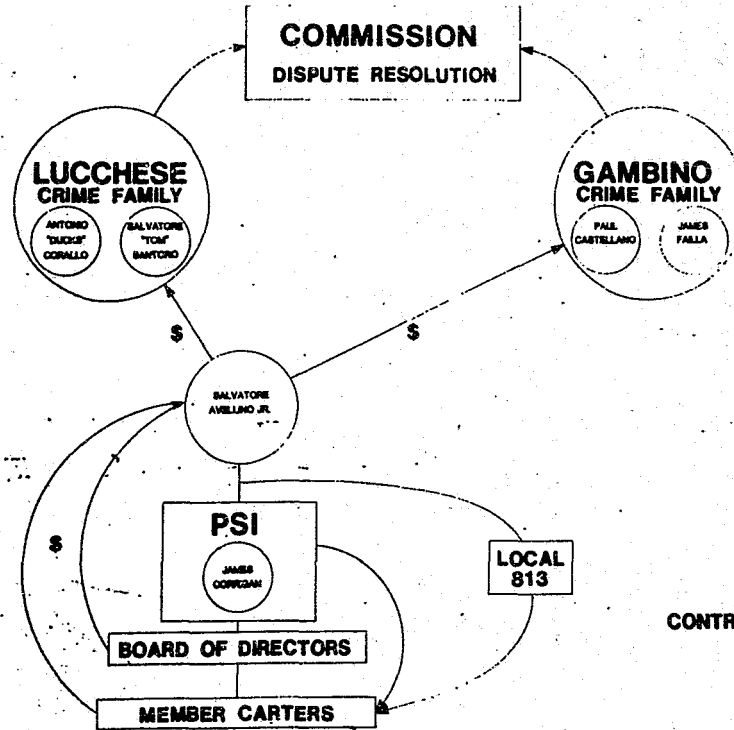 COMMISSION
DISPUTE RESOLUTION
LUCCHESE
CRIME FAMILY
ANTONIO
"DUCKS"
CORALLO
SALVATORE
"TOM"
SANTORO
GAMBINO
CRIME FAMILY
PAUL
CASTELLANO
JAMES
FAILLA
$
$
SALVATORE
AVELLINO JR.
PSI
JAMES
CORRIGAN
$
LOCAL
813
CONTR
BOARD OF DIRECTORS
MEMBER CARTERS